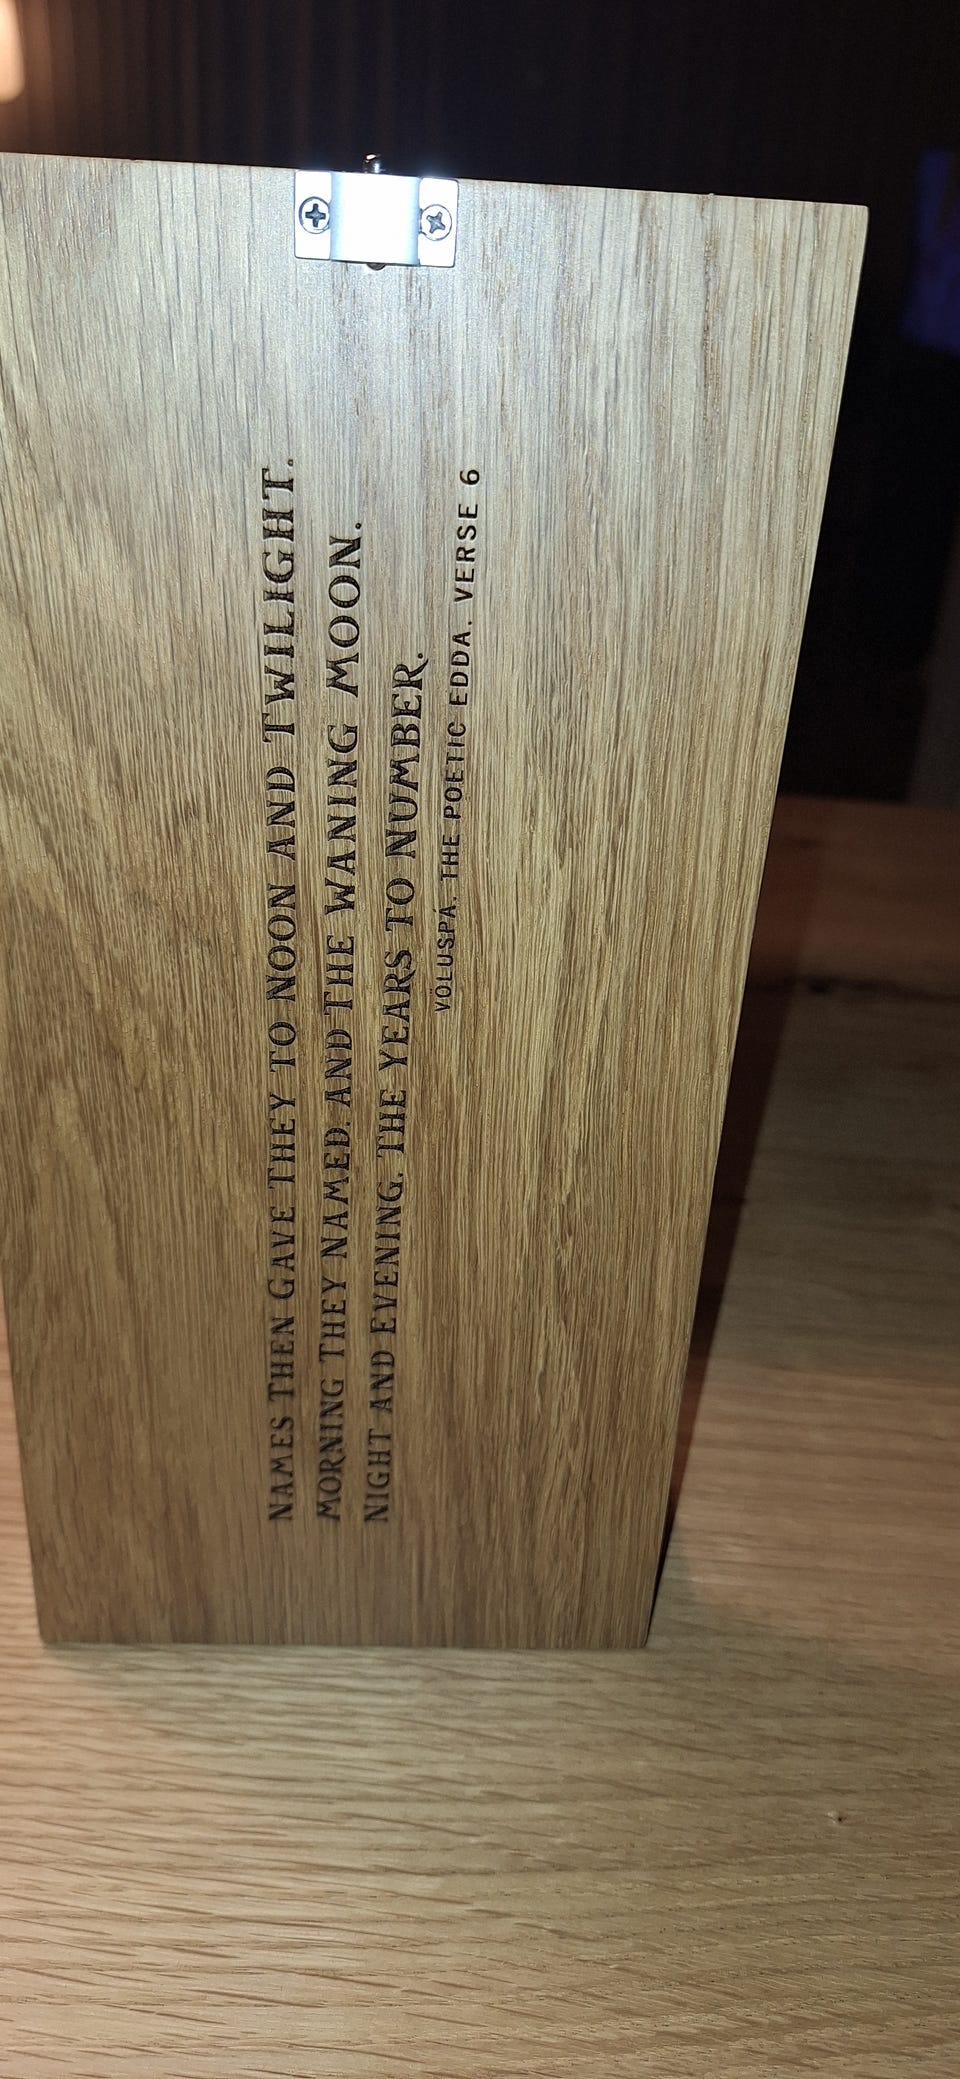 NAMES THEN GAVE THEY TO NOON AND TWILIGHT.
MORNING THEY NAMED, AND THE WANING MOON.
NIGHT AND EVENING, THE YEARS TO NUMBER.
VÖLUSPÁ, THE POETIC EDDA, VERSE 6